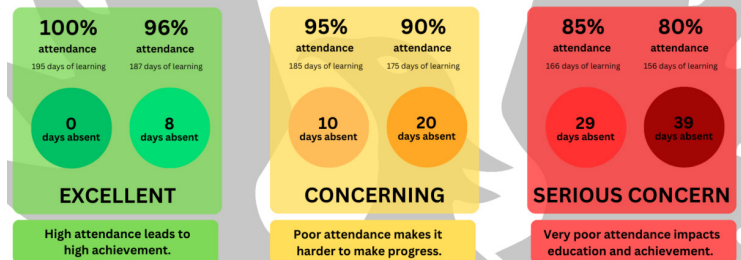 100%
attendance
195 days of learning
96%
attendance
187 days of learning
0
days absent
8
days absent
EXCELLENT
High attendance leads to
high achievement.
95%
attendance
185 days of learning
90%
attendance
175 days of learning
10
days absent
20
days absent
CONCERNING
Poor attendance makes it
harder to make progress.
85%
attendance
166 days of learning
80%
attendance
156 days of learning
29
days absent
39
days absent
SERIOUS CONCERN
Very poor attendance impacts
education and achievement.